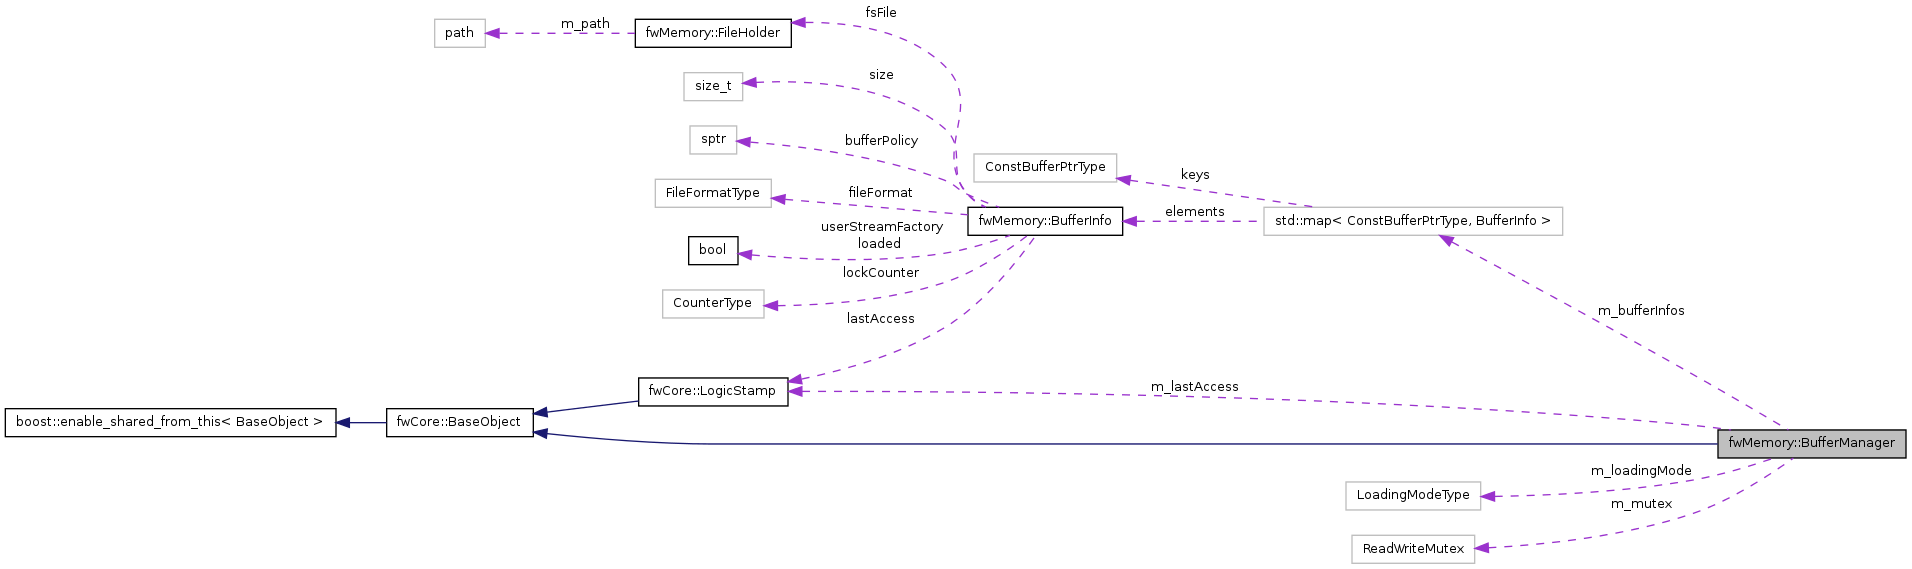 fsFile
path
m_path
fwMemory::FileHolder
size
size_t
sptr
bufferPolicy
ConstBufferPtrType
keys
FileFormatType
fileFormat
fwMemory::BufferInfo
elements
std::map< ConstBufferPtrType, BufferInfo >
userStreamFactory
loaded
bool
lockCounter
CounterType
m_bufferInfos
lastAccess
fwCore::LogicStamp
m_lastAccess
boost::enable_shared_from_this< BaseObject >
fwCore::BaseObject
fwMemory::BufferManager
m_loadingMode
LoadingModeType
m_mutex
ReadWriteMutex